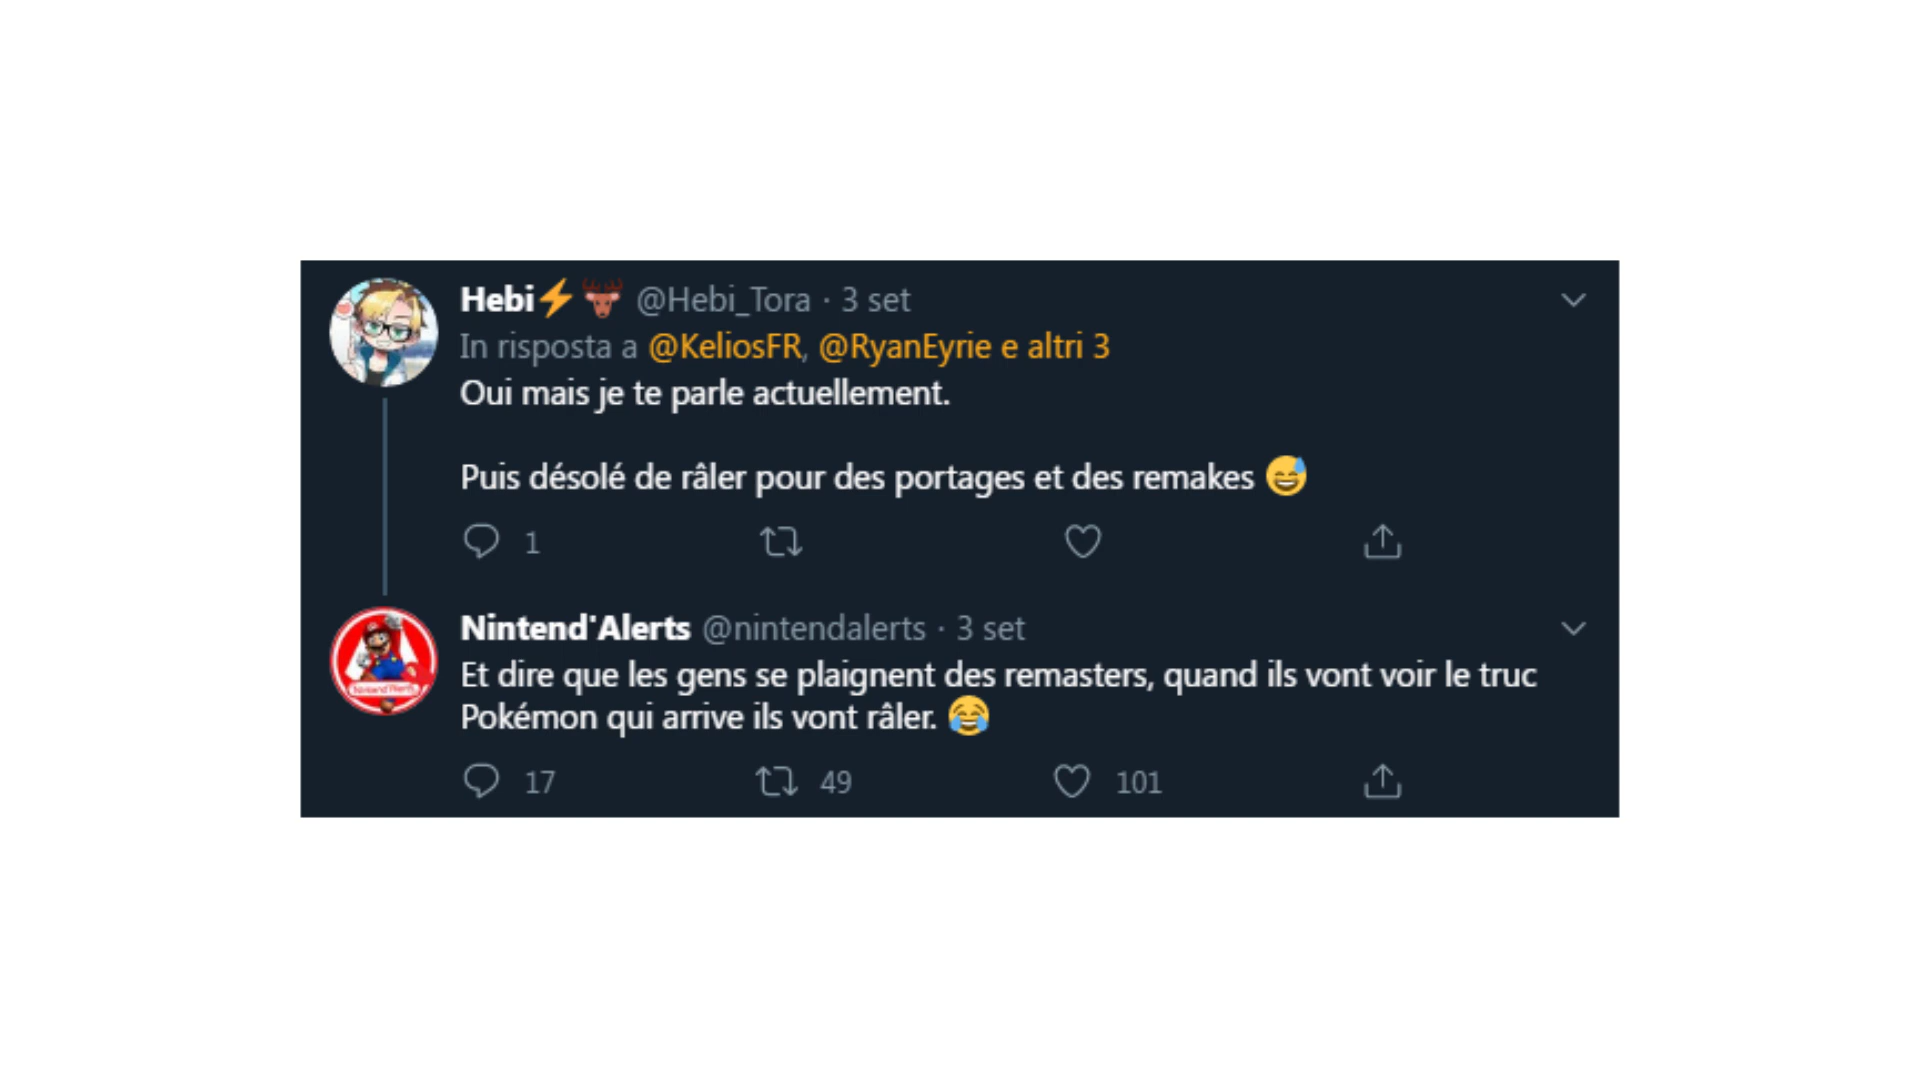 Hebi⚡ @Hebi_Tora · 3 set
In risposta a @KeliosFR, @RyanEyrie e altri 3
Oui mais je te parle actuellement.
Puis désolé de râler pour des portages et des remakes 😅
1
Nintend'Alerts @nintendalerts · 3 set
Et dire que les gens se plaignent des remasters, quand ils vont voir le truc
Pokémon qui arrive ils vont râler. 😂
17 49 101